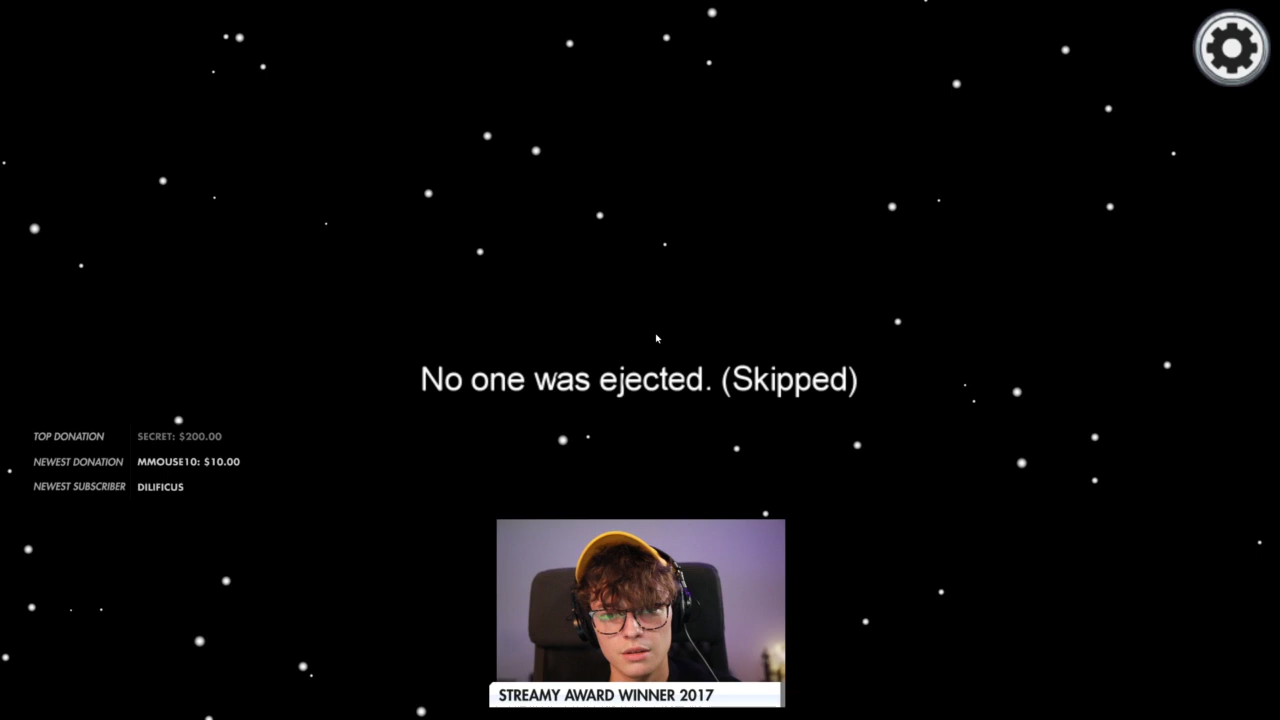 No one was ejected. (Skipped)
TOP DONATION SECRET: $200.00
NEWEST DONATION MMOUSE10: $10.00
NEWEST SUBSCRIBER DILIFICUS
STREAMY AWARD WINNER 2017